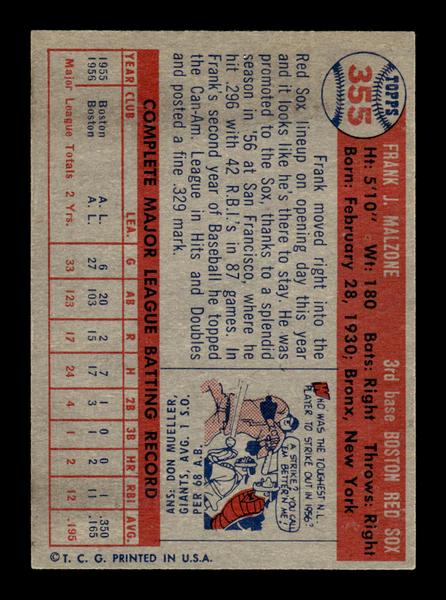 TOPPS
355
FRANK J. MALZONE 3rd base BOSTON RED SOX
Ht: 5'10" Wt: 180 Bats: Right Throws: Right
Born: February 28, 1930; Bronx, New York
Frank moved right into the
Red Sox lineup on opening day this year
and it looks like he's there to stay. He was
promoted to the Sox, thanks to a splendid
season in '56 at San Francisco, where he
hit .296 with 42 R.B.I.'s in 87 games. In
Frank's second year of Baseball he topped
the Can-Am. League in Hits and Doubles
and posted a fine .329 mark.
WHO WAS THE TOUGHEST N.L.
PLAYER TO STRIKE OUT IN 1956?
A STRIKE? YOU CALL
'EM BETTER'N ME!
ANS: DON MUELLER,
GIANTS, AVG. 1 S.O.
PER 68 A.B.
COMPLETE MAJOR LEAGUE BATTING RECORD
YEAR CLUB LEA. G AB R H 2B 3B HR RBI AVG.
1955 Boston A. L. 6 20 2 7 1 0 0 1 .350
1956 Boston A. L. 27 103 15 17 3 1 2 11 .165
Major League Totals 2 Yrs. 33 123 17 24 4 1 2 12 .195
© T. C. G. PRINTED IN U.S.A.